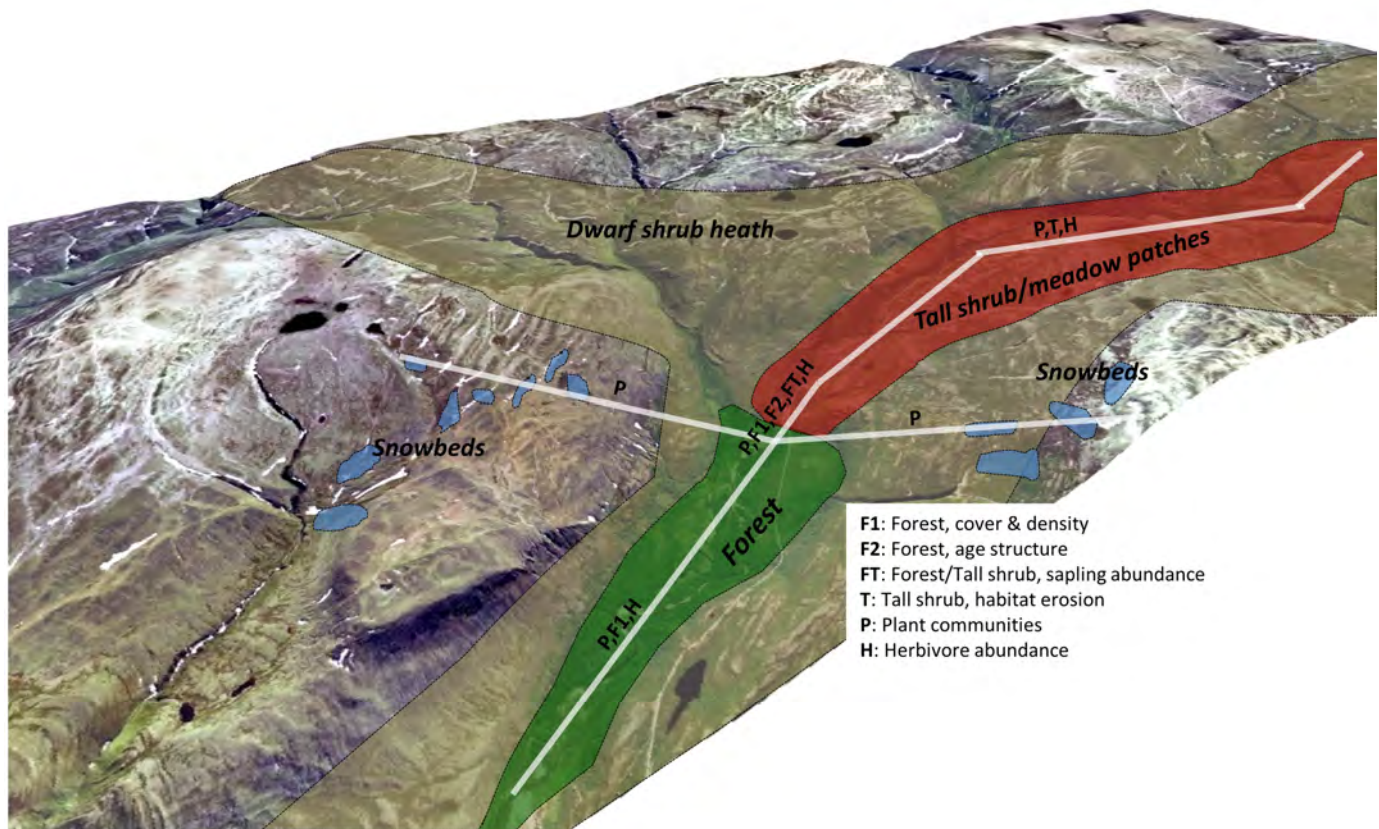 Dwarf shrub heath
P,T,H
Tall shrub/meadow patches
Snowbeds
P
P,F1,F2,FT,H
P
Snowbeds
Forest
P,F1,H
F1: Forest, cover & density
F2: Forest, age structure
FT: Forest/Tall shrub, sapling abundance
T: Tall shrub, habitat erosion
P: Plant communities
H: Herbivore abundance